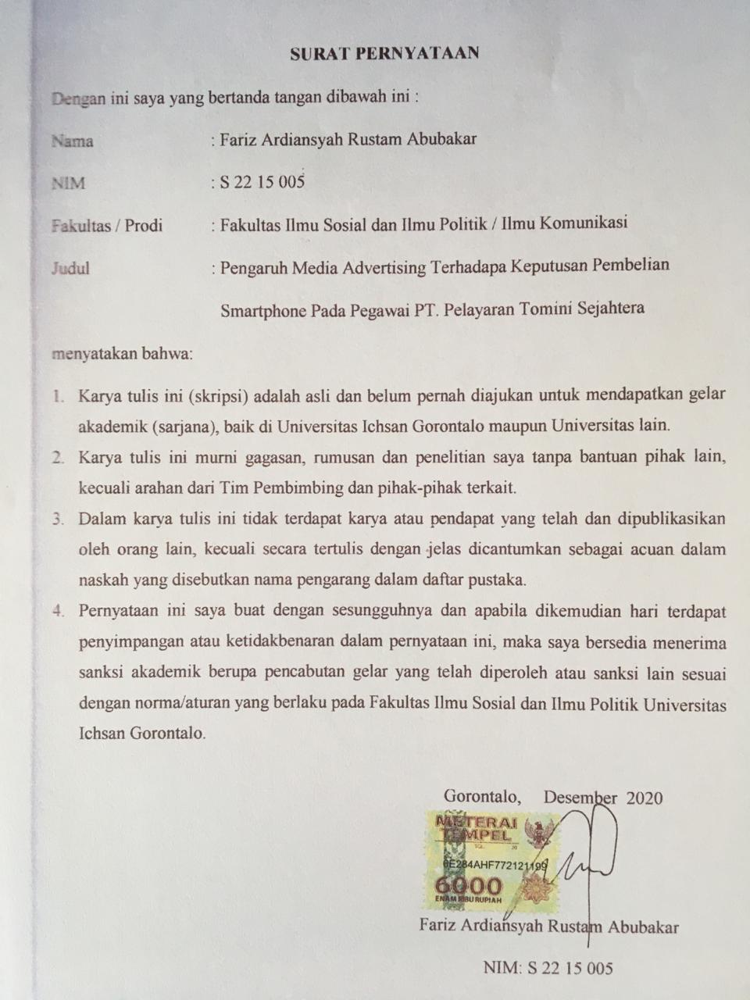 SURAT PERNYATAAN
Dengan ini saya yang bertanda tangan dibawah ini :
Nama : Fariz Ardiansyah Rustam Abubakar
NIM : S 22 15 005
Fakultas / Prodi : Fakultas Ilmu Sosial dan Ilmu Politik / Ilmu Komunikasi
Judul : Pengaruh Media Advertising Terhadapa Keputusan Pembelian
Smartphone Pada Pegawai PT. Pelayaran Tomini Sejahtera
menyatakan bahwa:
1. Karya tulis ini (skripsi) adalah asli dan belum pernah diajukan untuk mendapatkan gelar
akademik (sarjana), baik di Universitas Ichsan Gorontalo maupun Universitas lain.
2. Karya tulis ini murni gagasan, rumusan dan penelitian saya tanpa bantuan pihak lain,
kecuali arahan dari Tim Pembimbing dan pihak-pihak terkait.
3. Dalam karya tulis ini tidak terdapat karya atau pendapat yang telah dan dipublikasikan
oleh orang lain, kecuali secara tertulis dengan jelas dicantumkan sebagai acuan dalam
naskah yang disebutkan nama pengarang dalam daftar pustaka.
4. Pernyataan ini saya buat dengan sesungguhnya dan apabila dikemudian hari terdapat
penyimpangan atau ketidakbenaran dalam pernyataan ini, maka saya bersedia menerima
sanksi akademik berupa pencabutan gelar yang telah diperoleh atau sanksi lain sesuai
dengan norma/aturan yang berlaku pada Fakultas Ilmu Sosial dan Ilmu Politik Universitas
Ichsan Gorontalo.
Gorontalo, Desember 2020
METERAI
TEMPEL
TGL. 20
6E284AHF772121199
6000
ENAM RIBU RUPIAH
Fariz Ardiansyah Rustam Abubakar
NIM: S 22 15 005